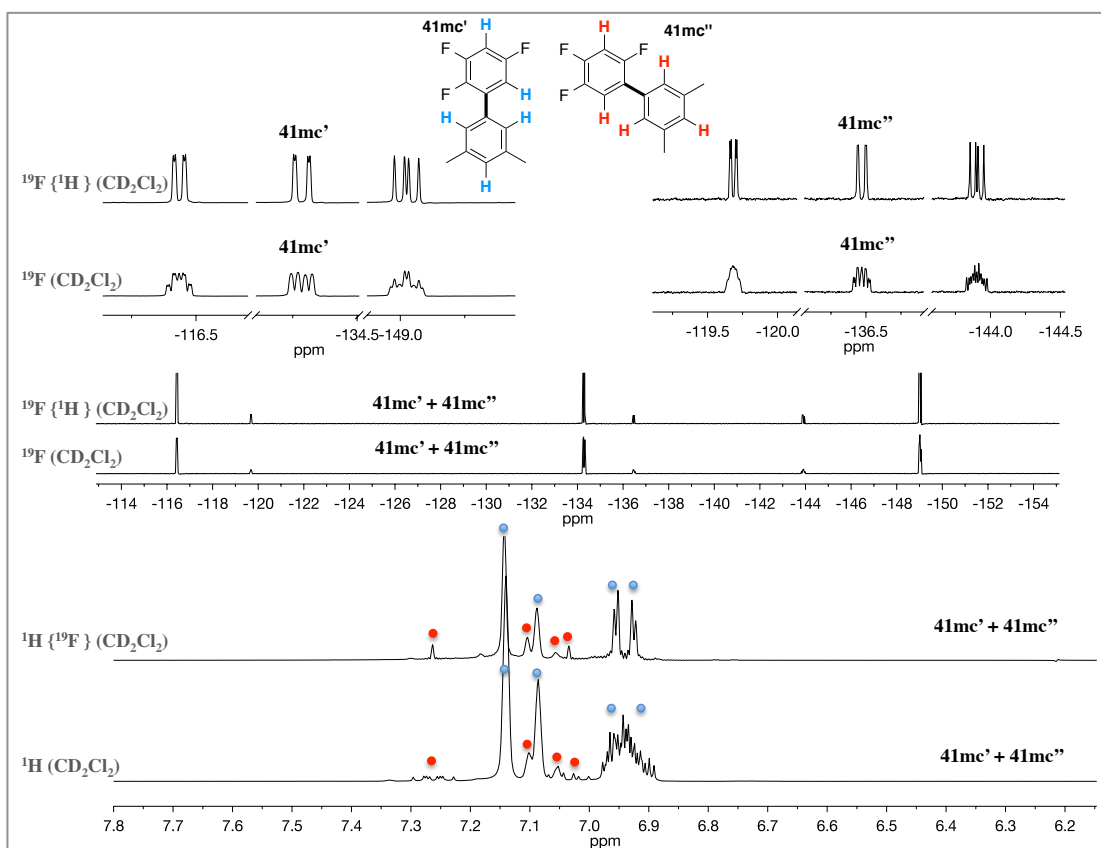 41mc'
H
F
F
F
H
H
H
H
41mc''
H
F
F
H
F
H
H
H
41mc'
41mc''
19F {1H } (CD2Cl2)
41mc'
41mc''
19F (CD2Cl2)
-116.5 -134.5 -149.0
ppm
-119.5 -120.0 -136.5 -144.0 -144.5
ppm
19F {1H } (CD2Cl2)
41mc' + 41mc''
19F (CD2Cl2)
41mc' + 41mc''
-114 -116 -118 -120 -122 -124 -126 -128 -130 -132 -134 -136 -138 -140 -142 -144 -146 -148 -150 -152 -154
ppm
1H {19F } (CD2Cl2)
41mc' + 41mc''
1H (CD2Cl2)
41mc' + 41mc''
7.8 7.7 7.6 7.5 7.4 7.3 7.2 7.1 7.0 6.9 6.8 6.7 6.6 6.5 6.4 6.3 6.2
ppm